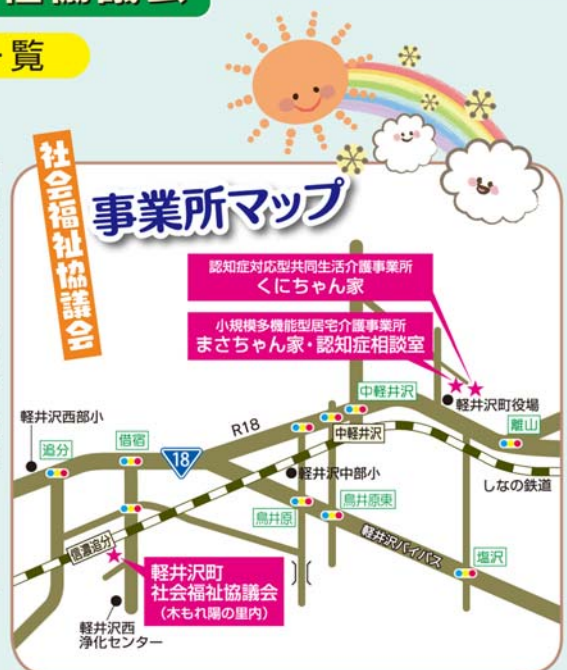 社協議会
覧
社会福祉協議会
事業所マップ
認知症対応型共同生活介護事業所
くにちゃん家
小規模多機能型居宅介護事業所
まさちゃん家・認知症相談室
中軽井沢
軽井沢町役場
離山
軽井沢西部小
追分
借宿
R18
18
中軽井沢
軽井沢中部小
しなの鉄道
鳥井原
鳥井原東
軽井沢バイパス
塩沢
信濃追分
軽井沢町
社会福祉協議会
(木もれ陽の里内)
軽井沢西
浄化センター